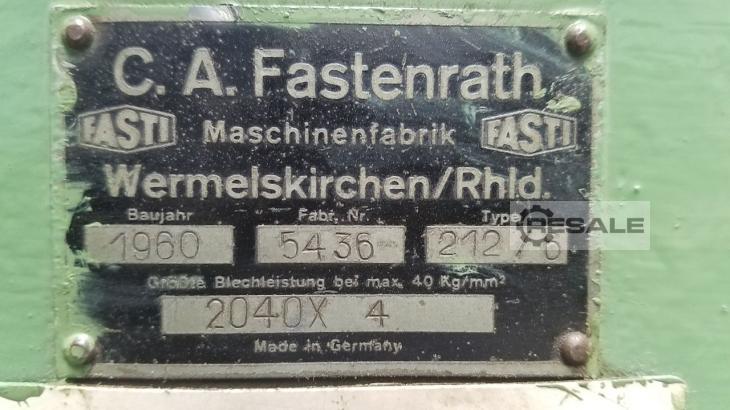 C. A. Fastenrath
FASTI Maschinenfabrik FASTI
Wermelskirchen/Rhld.
Baujahr Fabr. Nr. Type
1960 5436 212/6
Größte Blechleistung bei max. 40 Kg/mm²
2040X 4
Made in Germany
RESALE